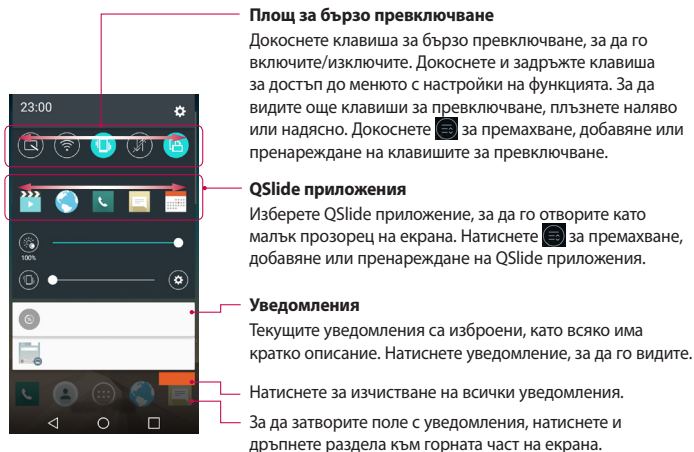 Площ за бързо превключване
Докоснете клавиша за бързо превключване, за да го
включите/изключите. Докоснете и задръжте клавиша
за достъп до менюто с настройки на функцията. За да
видите още клавиши за превключване, плъзнете наляво
или надясно. Докоснете за премахване, добавяне или
пренареждане на клавишите за превключване.
QSlide приложения
Изберете QSlide приложение, за да го отворите като
малък прозорец на екрана. Натиснете за премахване,
добавяне или пренареждане на QSlide приложения.
Уведомления
Текущите уведомления са изброени, като всяко има
кратко описание. Натиснете уведомление, за да го видите.
Натиснете за изчистване на всички уведомления.
За да затворите поле с уведомления, натиснете и
дръпнете раздела към горната част на екрана.
23:00
100%